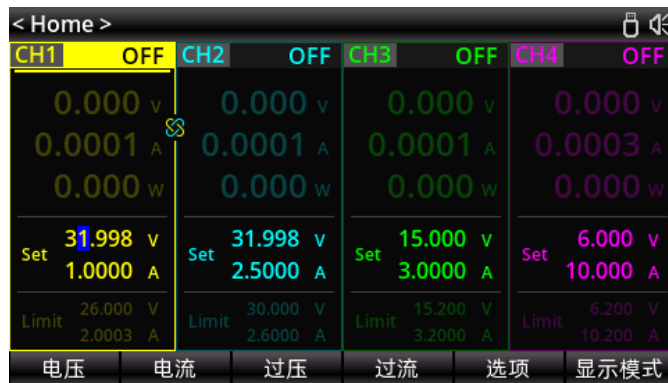 < Home >
CH1 OFF CH2 OFF CH3 OFF CH4 OFF
0.000 V 0.000 V 0.000 V 0.000 V
0.0001 A 0.0001 A 0.0001 A 0.0003 A
0.000 W 0.000 W 0.000 W 0.000 W
Set 31.998 V Set 31.998 V Set 15.000 V Set 6.000 V
1.0000 A 2.5000 A 3.0000 A 10.000 A
Limit 26.000 V Limit 30.000 V Limit 15.200 V Limit 6.200 V
2.0003 A 2.6000 A 3.2000 A 10.200 A
电压 电流 过压 过流 选项 显示模式